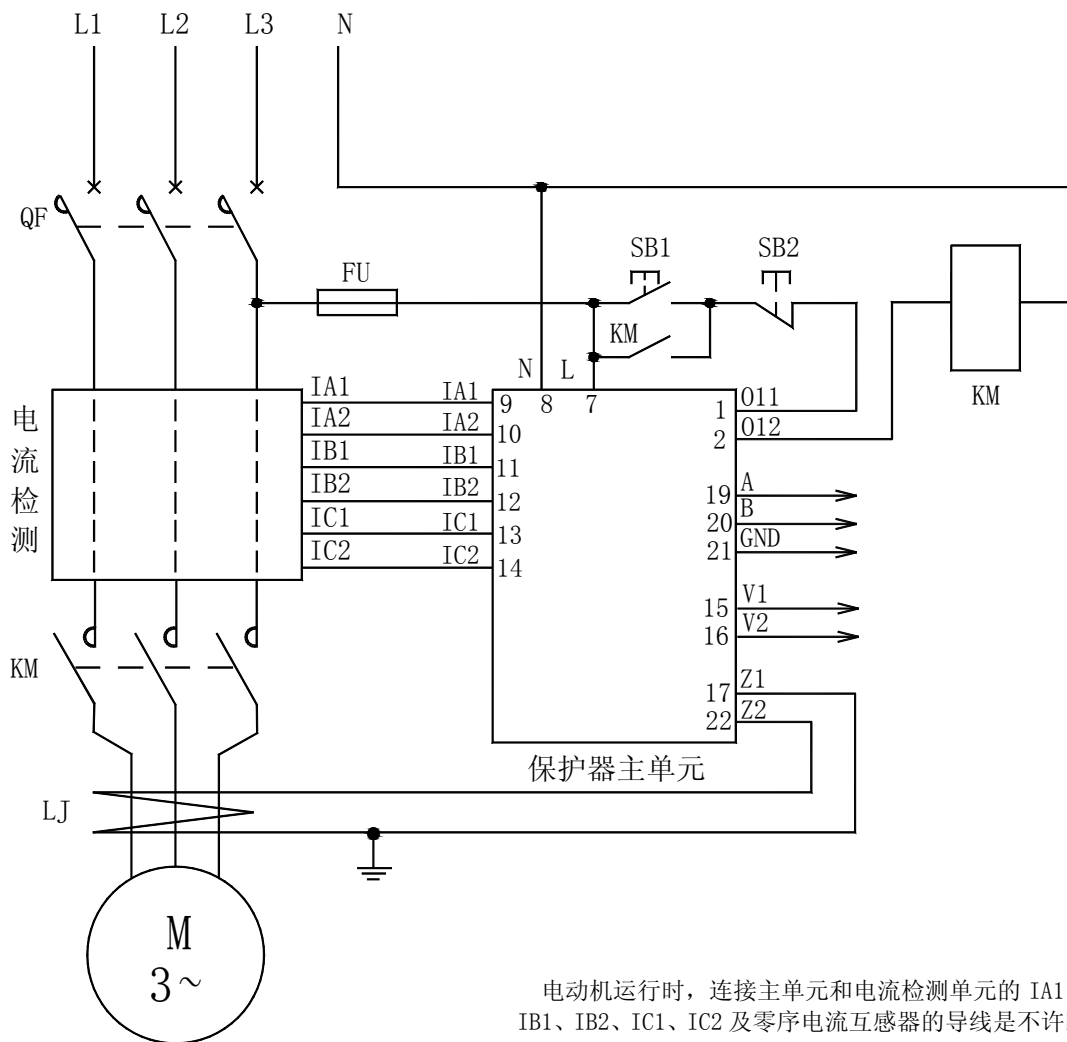 L1 L2 L3 N
QF
FU
SB1 SB2
KM
KM
N L
8 7
电流检测
IA1 IA1 9
IA2 IA2 10
IB1 IB1 11
IB2 IB2 12
IC1 IC1 13
IC2 IC2 14
1 O11
2 O12
19 A
20 B
21 GND
15 V1
16 V2
17 Z1
22 Z2
保护器主单元
KM
LJ
M
3~
电动机运行时，连接主单元和电流检测单元的 IA1
IB1、IB2、IC1、IC2 及零序电流互感器的导线是不许